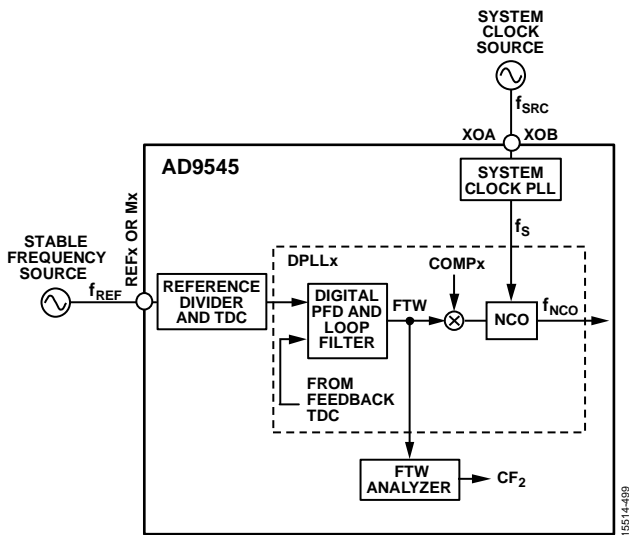 SYSTEM
CLOCK
SOURCE
fSRC
XOA
XOB
AD9545
SYSTEM
CLOCK PLL
REFx OR Mx
STABLE
FREQUENCY
SOURCE
fS
fREF
REFERENCE
DIVIDER
AND TDC
DPLLx
COMPx
DIGITAL
PFD AND
LOOP
FILTER
FTW
NCO
fNCO
FROM
FEEDBACK
TDC
FTW
ANALYZER
CF2
15514-499